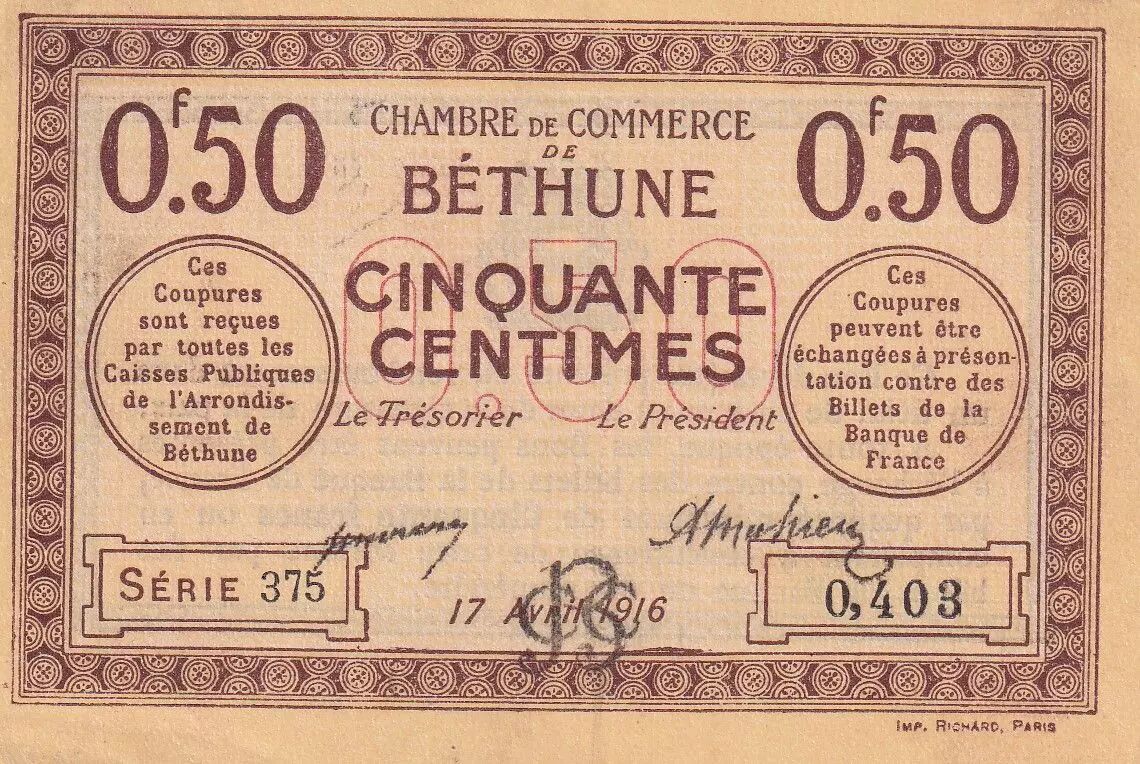 0.50
f
CHAMBRE DE COMMERCE
DE
BÉTHUNE
0.50
f
0.50
CINQUANTE
CENTIMES
Ces
Coupures
sont reçues
par toutes les
Caisses Publiques
de l'Arrondis-
sement de
Béthune
Ces
Coupures
peuvent être
échangées à présen-
tation contre des
Billets de la
Banque de
France
Le Trésorier
Le Président
SÉRIE 375
17 Avril 1916
0,403
IMP. RICHARD, PARIS